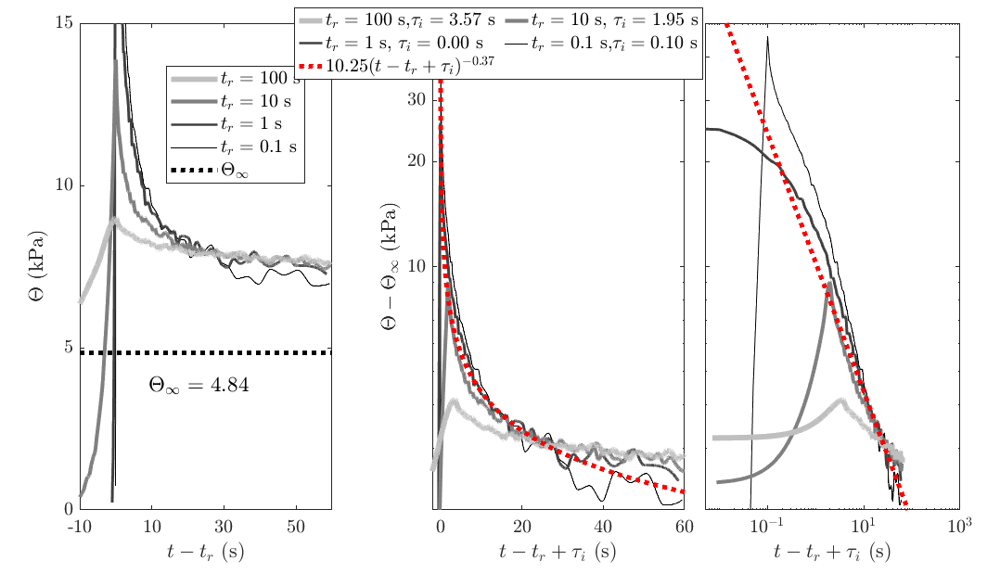 t_r = 100 s,τ_i = 3.57 s
t_r = 10 s, τ_i = 1.95 s
t_r = 1 s, τ_i = 0.00 s
t_r = 0.1 s,τ_i = 0.10 s
10.25(t − t_r + τ_i)^−0.37
t_r = 100 s
t_r = 10 s
t_r = 1 s
t_r = 0.1 s
Θ_∞
15
10
5
0
Θ (kPa)
Θ_∞ = 4.84
-10 10 30 50
t − t_r (s)
30
20
10
Θ − Θ_∞ (kPa)
0 20 40 60
t − t_r + τ_i (s)
10^−1 10^1 10^3
t − t_r + τ_i (s)